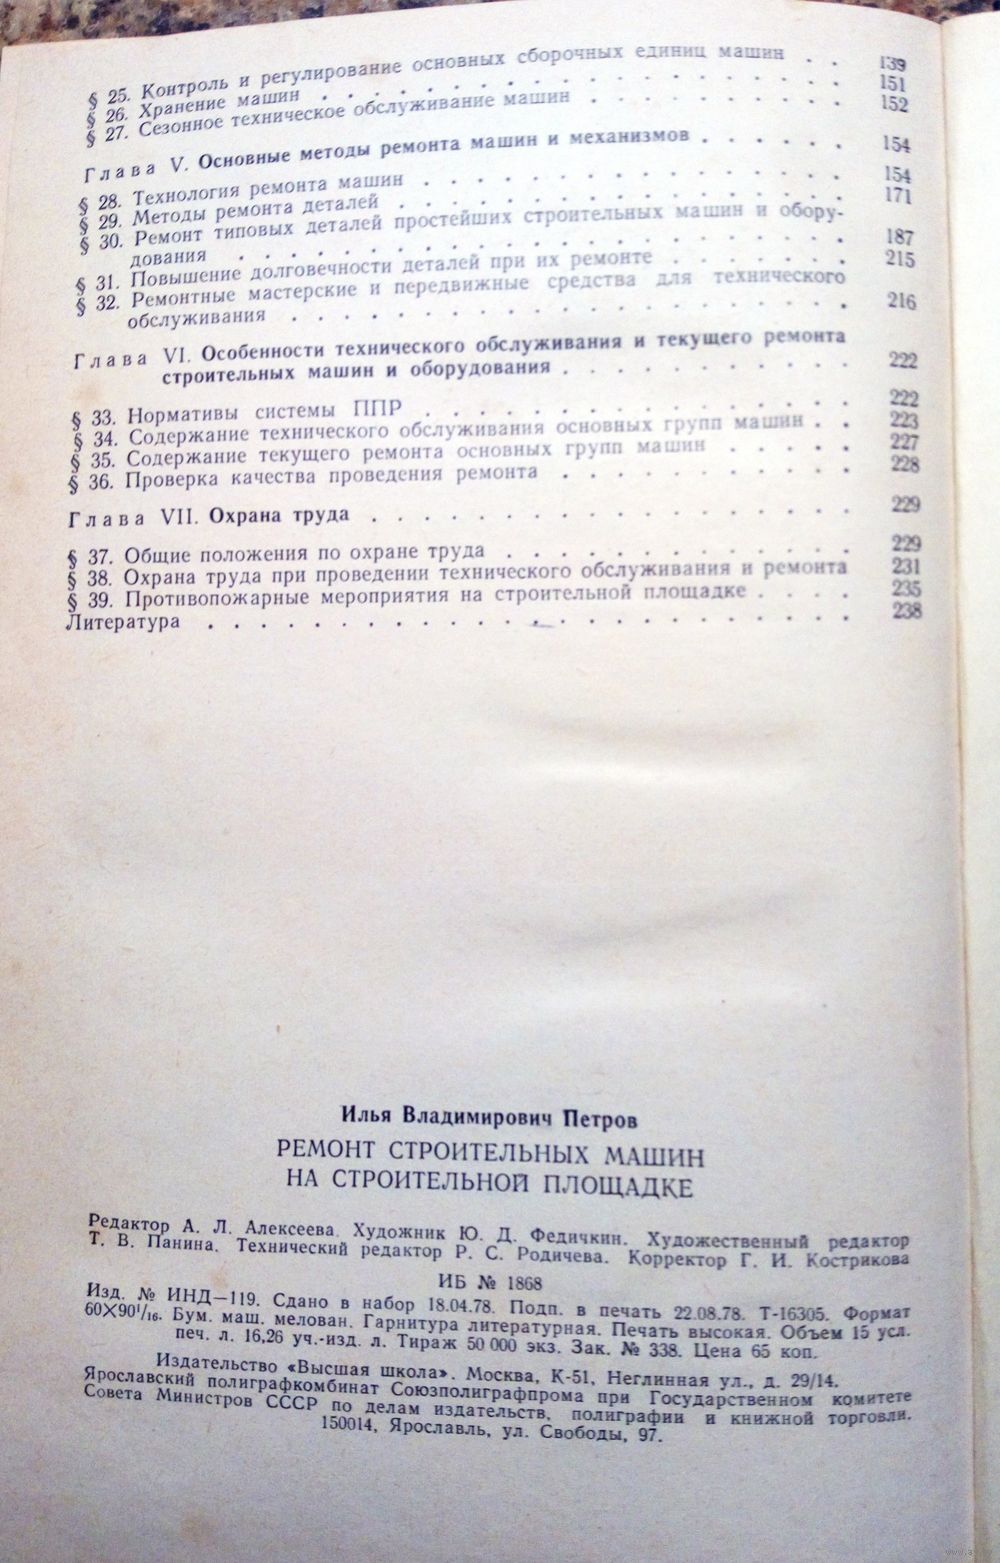 § 25. Контроль и регулирование основных сборочных единиц машин . . 139
§ 26. Хранение машин . . . . . . . . . . . . . . . . 151
§ 27. Сезонное техническое обслуживание машин . . . . . . . . 152
Глава V. Основные методы ремонта машин и механизмов . . . . . . 154
§ 28. Технология ремонта машин . . . . . . . . . . . . . 154
§ 29. Методы ремонта деталей . . . . . . . . . . . . . . 171
§ 30. Ремонт типовых деталей простейших строительных машин и обору-
дования . . . . . . . . . . . . . . . . . . 187
§ 31. Повышение долговечности деталей при их ремонте . . . . . . . 215
§ 32. Ремонтные мастерские и передвижные средства для технического
обслуживания . . . . . . . . . . . . . . . . . 216
Глава VI. Особенности технического обслуживания и текущего ремонта
строительных машин и оборудования . . . . . . . . . . . 222
§ 33. Нормативы системы ППР . . . . . . . . . . . . . . 222
§ 34. Содержание технического обслуживания основных групп машин . . 223
§ 35. Содержание текущего ремонта основных групп машин . . . . . 227
§ 36. Проверка качества проведения ремонта . . . . . . . . . . 228
Глава VII. Охрана труда . . . . . . . . . . . . . . . . 229
§ 37. Общие положения по охране труда . . . . . . . . . . . . 229
§ 38. Охрана труда при проведении технического обслуживания и ремонта 231
§ 39. Противопожарные мероприятия на строительной площадке . . . . 235
Литература . . . . . . . . . . . . . . . . . . . . . 238
Илья Владимирович Петров
РЕМОНТ СТРОИТЕЛЬНЫХ МАШИН
НА СТРОИТЕЛЬНОЙ ПЛОЩАДКЕ
Редактор А. Л. Алексеева. Художник Ю. Д. Федичкин. Художественный редактор
Т. В. Панина. Технический редактор Р. С. Родичева. Корректор Г. И. Кострикова
ИБ № 1868
Изд. № ИНД—119. Сдано в набор 18.04.78. Подп. в печать 22.08.78. Т-16305. Формат
60Х90¹/₁₆. Бум. маш. мелован. Гарнитура литературная. Печать высокая. Объем 15 усл.
печ. л. 16,26 уч.-изд. л. Тираж 50 000 экз. Зак. № 338. Цена 65 коп.
Издательство «Высшая школа». Москва, К-51, Неглинная ул., д. 29/14.
Ярославский полиграфкомбинат Союзполиграфпрома при Государственном комитете
Совета Министров СССР по делам издательств, полиграфии и книжной торговли.
150014, Ярославль, ул. Свободы, 97.